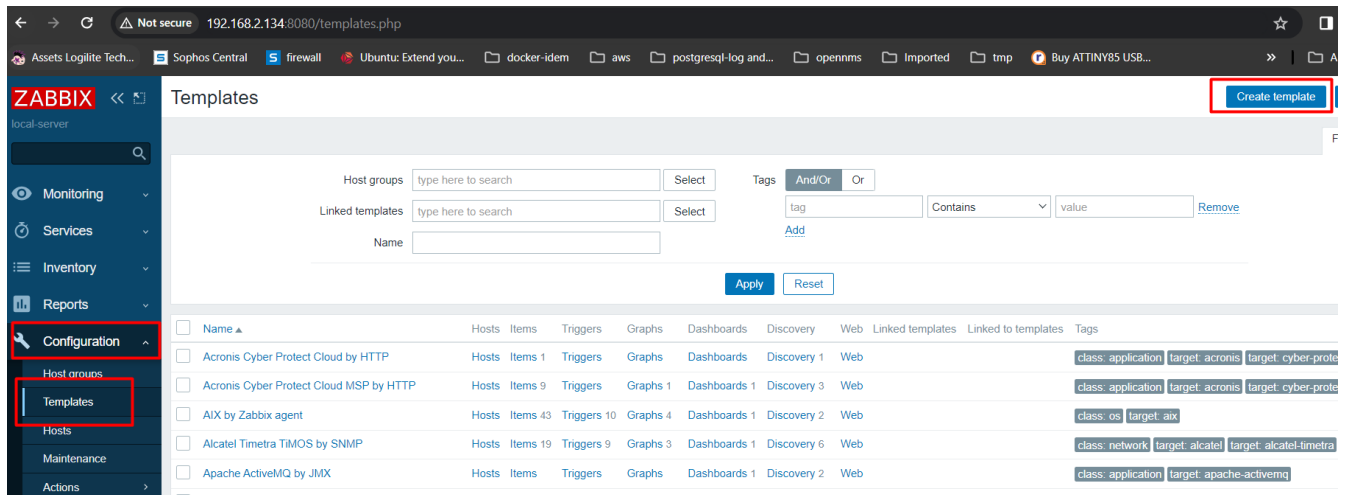 Not secure 192.168.2.134:8080/templates.php
Assets Logilite Tech... Sophos Central firewall Ubuntu: Extend you... docker-idem aws postgresql-log and... opennms Imported tmp Buy ATTINY85 USB... » A
ZABBIX
local-server
Monitoring
Services
Inventory
Reports
Configuration
Host groups
Templates
Hosts
Maintenance
Actions
Templates Create template
F
Host groups type here to search Select Tags And/Or Or
Linked templates type here to search Select tag Contains value Remove
Name Add
Apply Reset
Name Hosts Items Triggers Graphs Dashboards Discovery Web Linked templates Linked to templates Tags
Acronis Cyber Protect Cloud by HTTP Hosts Items 1 Triggers Graphs Dashboards Discovery 1 Web class: application target: acronis target: cyber-prote
Acronis Cyber Protect Cloud MSP by HTTP Hosts Items 9 Triggers Graphs 1 Dashboards 1 Discovery 3 Web class: application target: acronis target: cyber-prote
AIX by Zabbix agent Hosts Items 43 Triggers 10 Graphs 4 Dashboards 1 Discovery 2 Web class: os target: aix
Alcatel Timetra TiMOS by SNMP Hosts Items 19 Triggers 9 Graphs 3 Dashboards 1 Discovery 6 Web class: network target: alcatel target: alcatel-timetra
Apache ActiveMQ by JMX Hosts Items Triggers Graphs Dashboards 1 Discovery 2 Web class: application target: apache-activemq